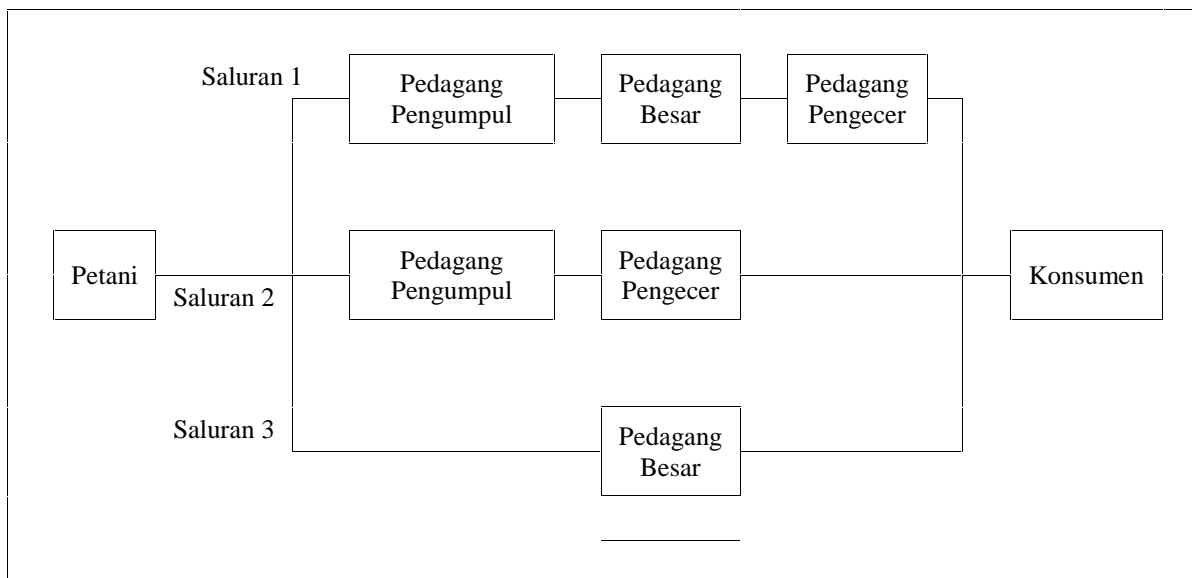 Saluran 1
Pedagang
Pengumpul
Pedagang
Besar
Pedagang
Pengecer
Petani
Saluran 2
Pedagang
Pengumpul
Pedagang
Pengecer
Konsumen
Saluran 3
Pedagang
Besar